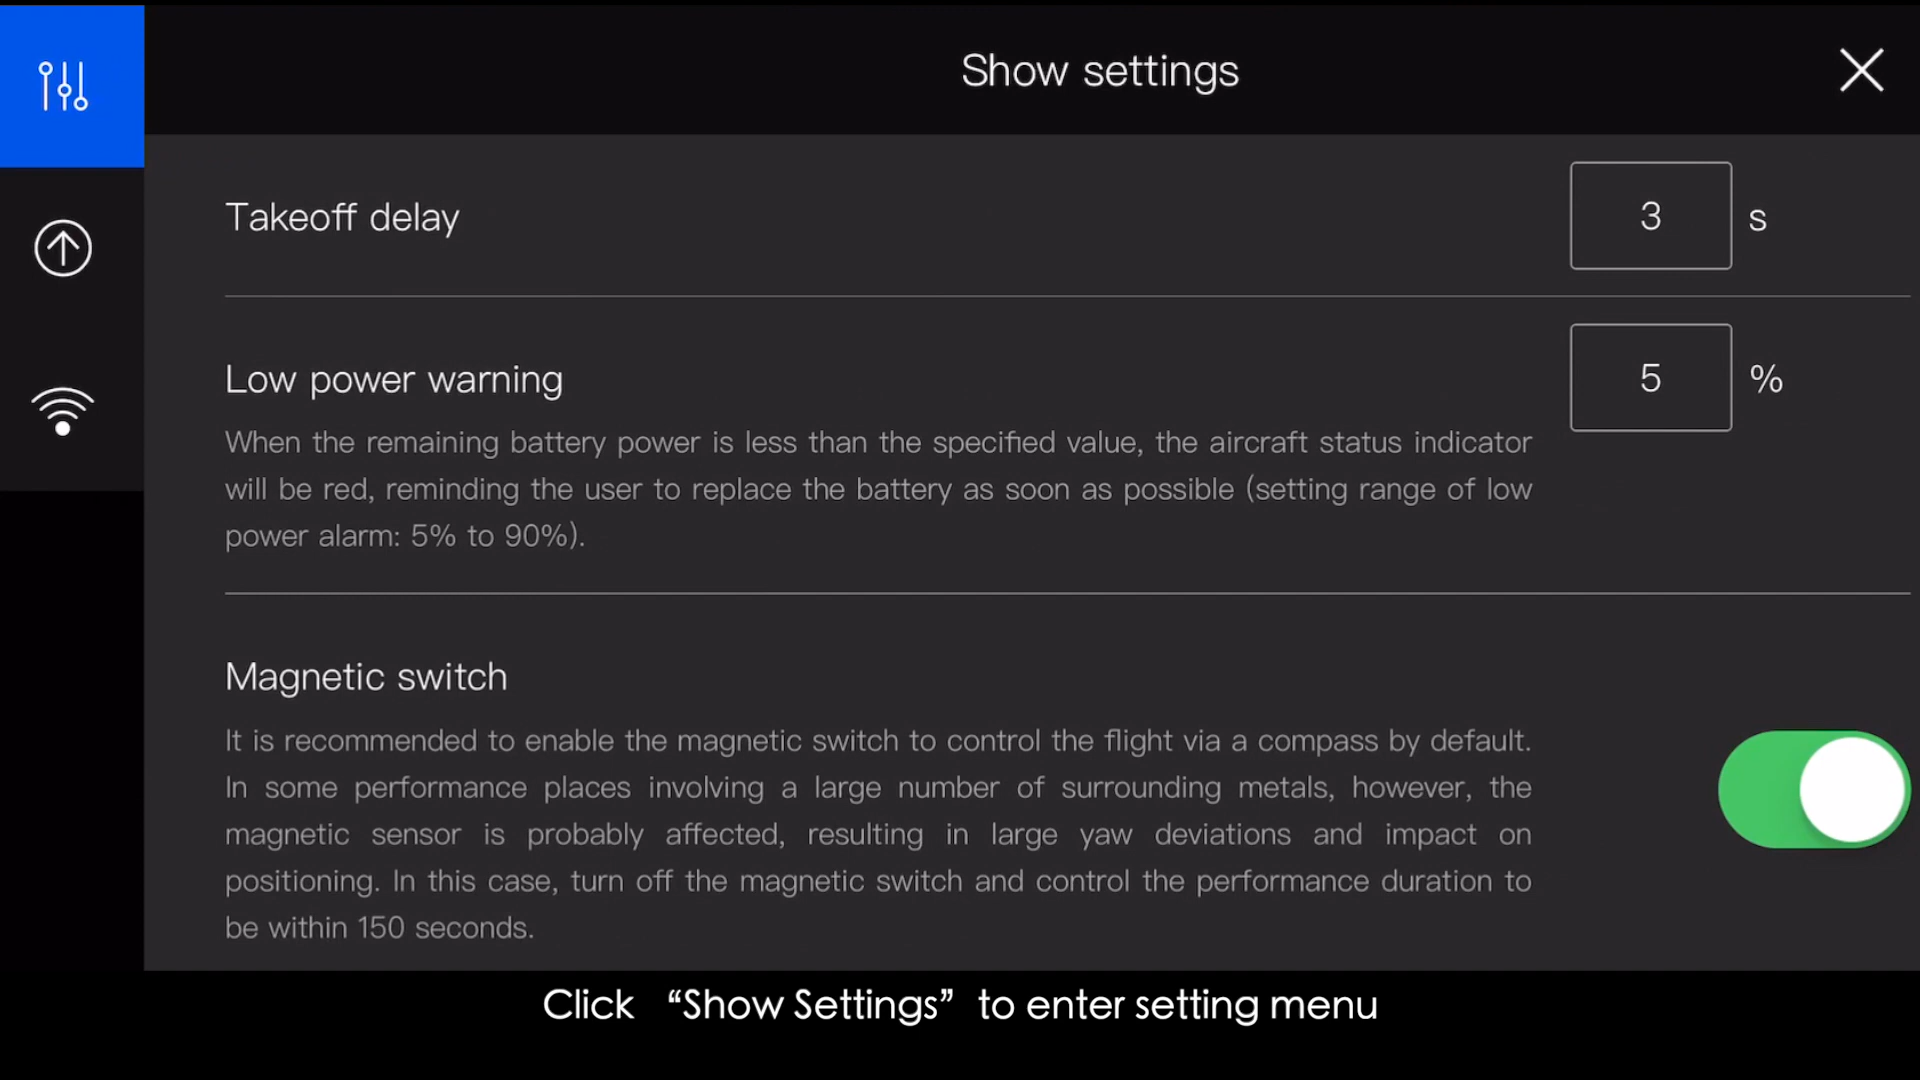 Show settings
Takeoff delay
3 s
Low power warning
5 %
When the remaining battery power is less than the specified value, the aircraft status indicator
will be red, reminding the user to replace the battery as soon as possible (setting range of low
power alarm: 5% to 90%).
Magnetic switch
It is recommended to enable the magnetic switch to control the flight via a compass by default.
In some performance places involving a large number of surrounding metals, however, the
magnetic sensor is probably affected, resulting in large yaw deviations and impact on
positioning. In this case, turn off the magnetic switch and control the performance duration to
be within 150 seconds.
Click “Show Settings” to enter setting menu